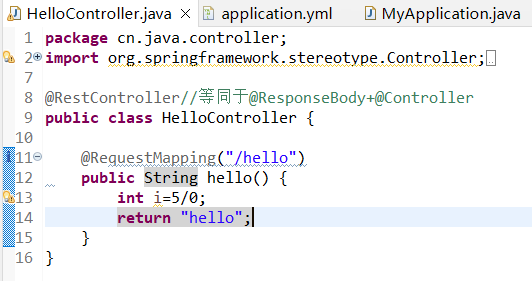 HelloController.java application.yml MyApplication.java
1 package cn.java.controller;
2 import org.springframework.stereotype.Controller;
7
8 @RestController//等同于@ResponseBody+@Controller
9 public class HelloController {
10
11 @RequestMapping("/hello")
12 public String hello() {
13 int i=5/0;
14 return "hello";
15 }
16 }